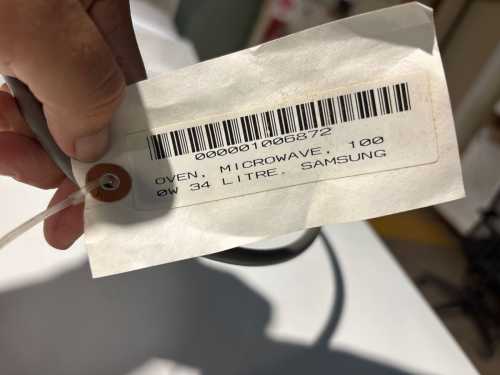 000001006872
OVEN, MICROWAVE, 100
0W 34 LITRE. SAMSUNG